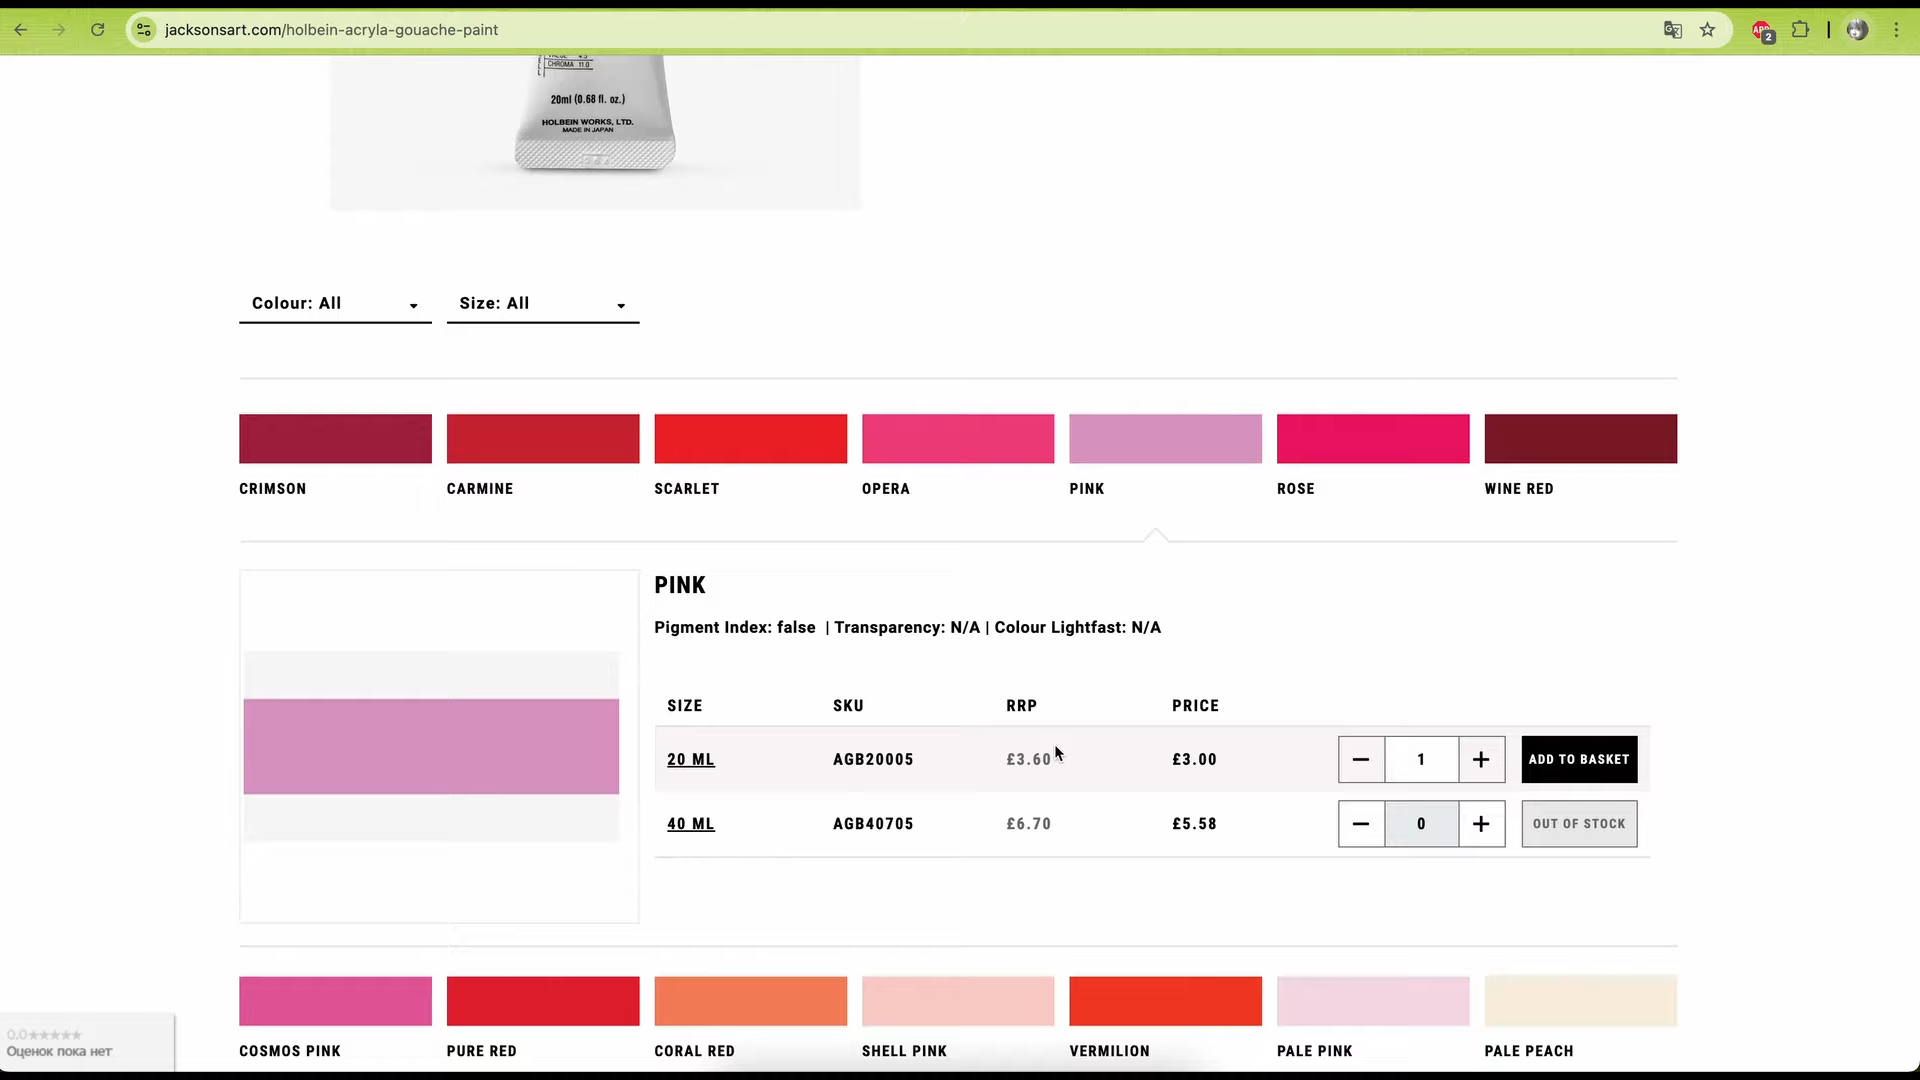 jacksonsart.com/holbein-acryla-gouache-paint
2
CHROMA 11.0
20ml (0.68 fl. oz.)
HOLBEIN WORKS, LTD.
MADE IN JAPAN
Colour: All
Size: All
CRIMSON
CARMINE
SCARLET
OPERA
PINK
ROSE
WINE RED
PINK
Pigment Index: false | Transparency: N/A | Colour Lightfast: N/A
SIZE SKU RRP PRICE
20 ML AGB20005 £3.60 £3.00 − 1 + ADD TO BASKET
40 ML AGB40705 £6.70 £5.58 − 0 + OUT OF STOCK
COSMOS PINK
PURE RED
CORAL RED
SHELL PINK
VERMILION
PALE PINK
PALE PEACH
0,0★★★★★
Оценок пока нет